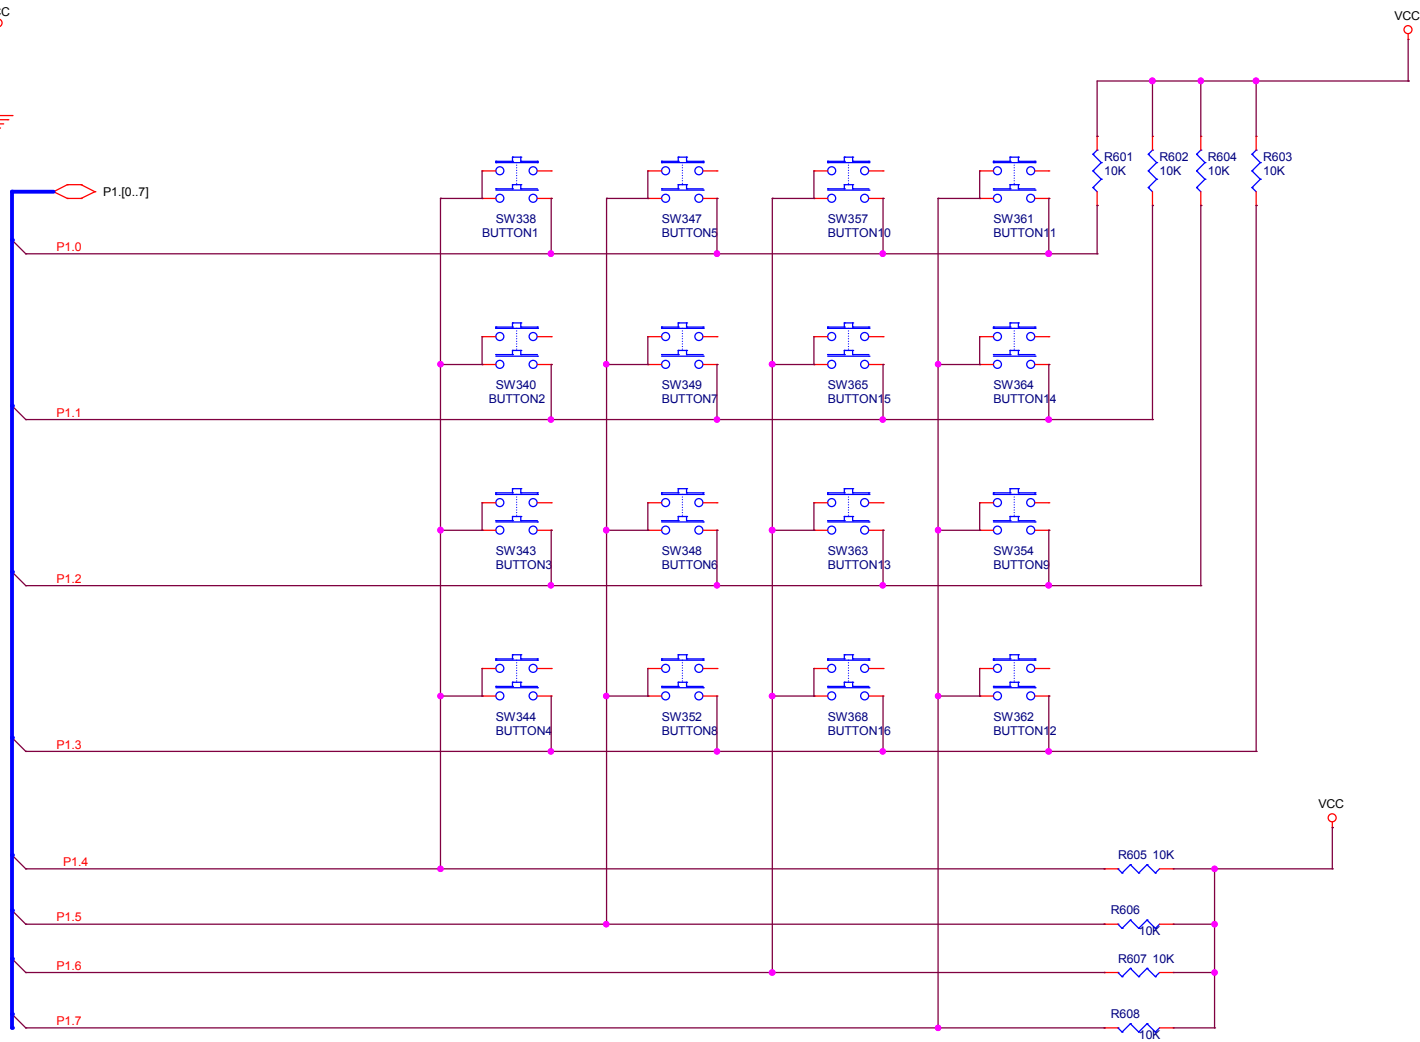 C
VCC
R601
10K
R602
10K
R604
10K
R603
10K
P1.[0..7]
SW338
BUTTON1
SW347
BUTTON5
SW357
BUTTON10
SW361
BUTTON11
P1.0
SW340
BUTTON2
SW349
BUTTON7
SW365
BUTTON15
SW364
BUTTON14
P1.1
SW343
BUTTON3
SW348
BUTTON6
SW363
BUTTON13
SW354
BUTTON9
P1.2
SW344
BUTTON4
SW352
BUTTON8
SW368
BUTTON16
SW362
BUTTON12
P1.3
VCC
P1.4
R605 10K
P1.5
R606
10K
P1.6
R607 10K
P1.7
R608
10K